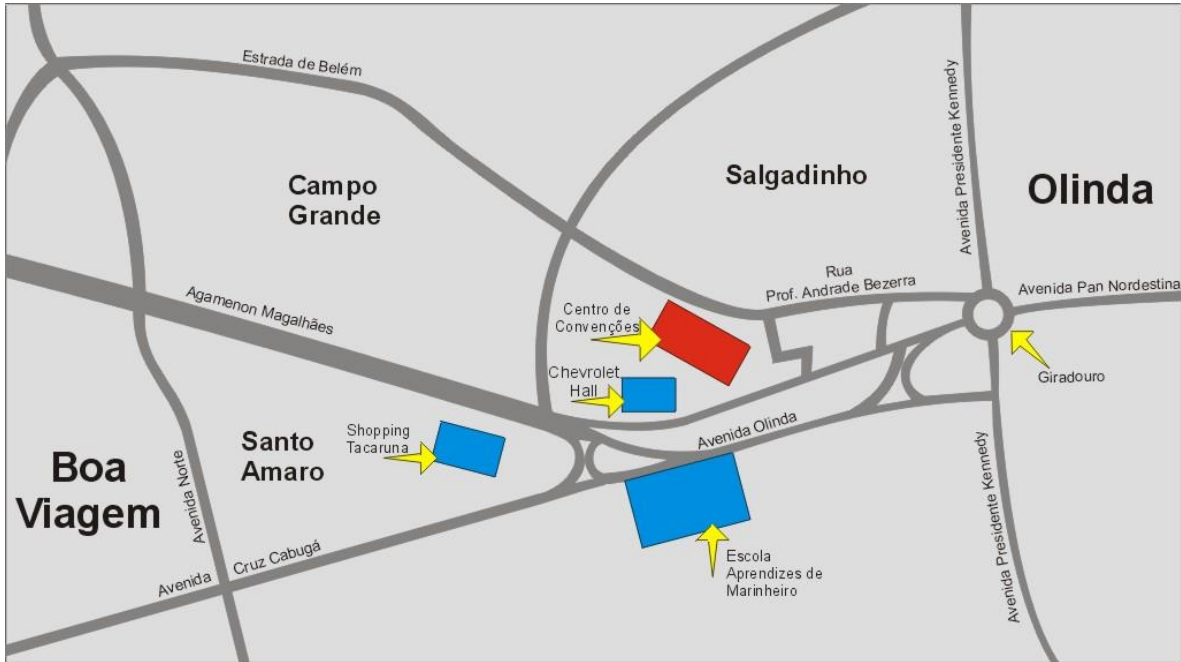 Estrada de Belém
Campo
Grande
Salgadinho
Avenida Presidente Kennedy
Olinda
Agamenon Magalhães
Centro de
Convenções
Rua
Prof. Andrade Bezerra
Avenida Pan Nordestina
Giradouro
Chevrolet
Hall
Shopping
Tacaruna
Avenida Olinda
Santo
Amaro
Boa
Viagem
Avenida Norte
Avenida Cruz Cabugá
Escola
Aprendizes de
Marinheiro
Avenida Presidente Kennedy